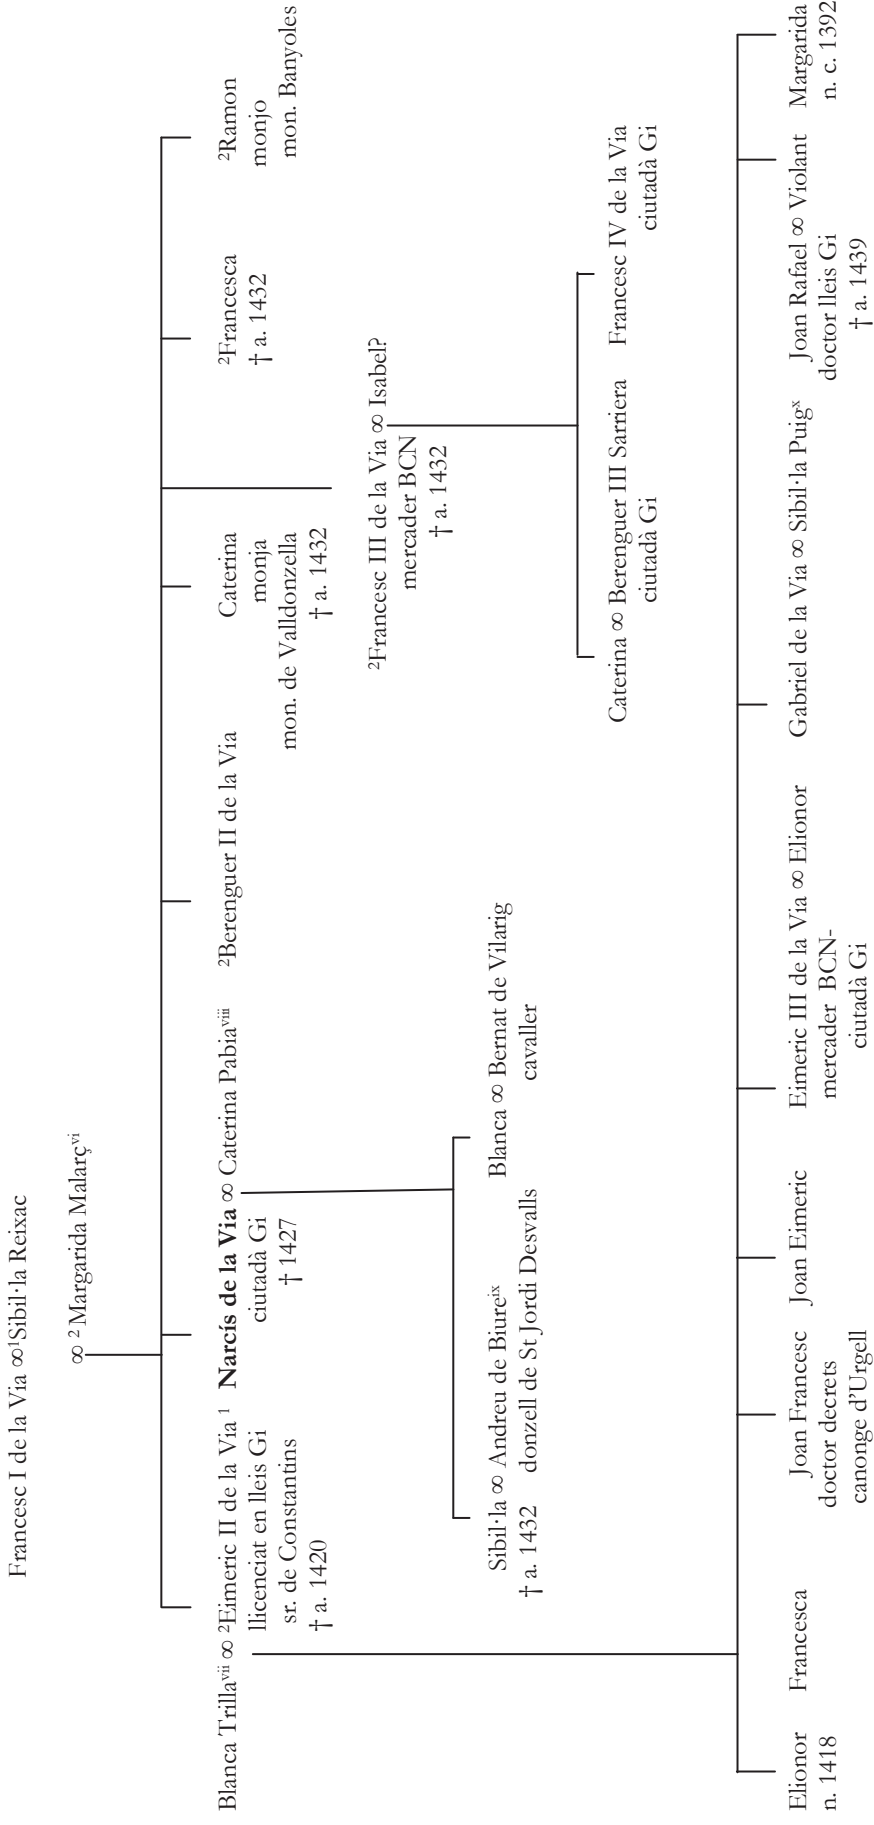 Francesc I de la Via ∞¹Sibil·la Reixac
∞ ² Margarida Malarçᵛⁱ
Blanca Trillaᵛⁱⁱ ∞ ²Eimeric II de la Via ¹
llicenciat en lleis Gi
sr. de Constantins
† a. 1420
Narcís de la Via ∞ Caterina Pabiaᵛⁱⁱⁱ
ciutadà Gi
† 1427
²Berenguer II de la Via
Caterina
monja
mon. de Valldonzella
† a. 1432
²Francesca
† a. 1432
²Ramon
monjo
mon. Banyoles
²Francesc III de la Via ∞ Isabel?
mercader BCN
† a. 1432
Sibil·la ∞ Andreu de Biureⁱˣ
† a. 1432 donzell de St Jordi Desvalls
Blanca ∞ Bernat de Vilarig
cavaller
Caterina ∞ Berenguer III Sarriera
ciutadà Gi
Francesc IV de la Via
ciutadà Gi
Elionor
n. 1418
Francesca
Joan Francesc
doctor decrets
canonge d'Urgell
Joan Eimeric
Eimeric III de la Via ∞ Elionor
mercader BCN-
ciutadà Gi
Gabriel de la Via ∞ Sibil·la Puigˣ
Joan Rafael ∞ Violant
doctor lleis Gi
† a. 1439
Margarida
n. c. 1392